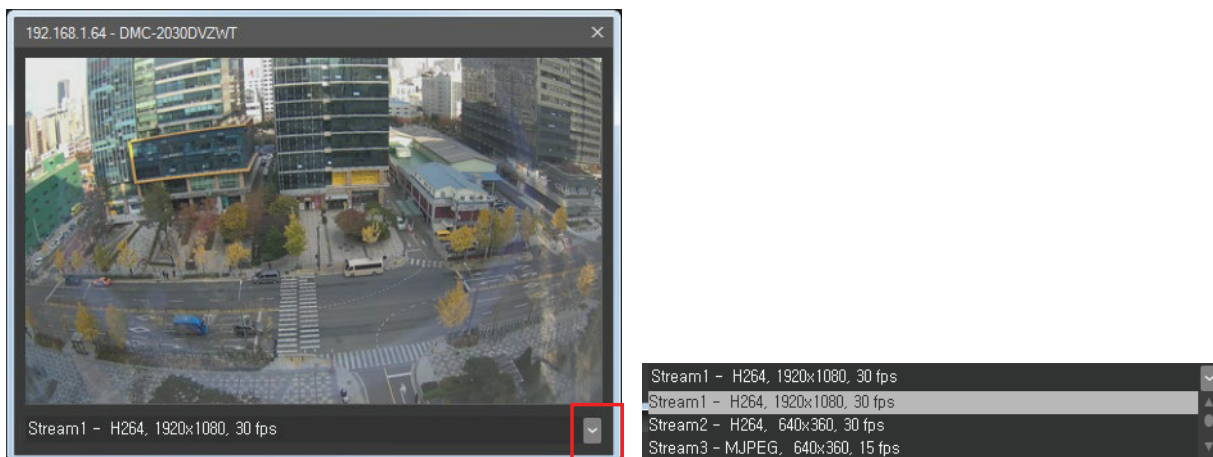 192.168.1.64 - DMC-2030DVZWT
Stream1 - H264, 1920x1080, 30 fps
Stream1 - H264, 1920x1080, 30 fps
Stream1 - H264, 1920x1080, 30 fps
Stream2 - H264, 640x360, 30 fps
Stream3 - MJPEG, 640x360, 15 fps